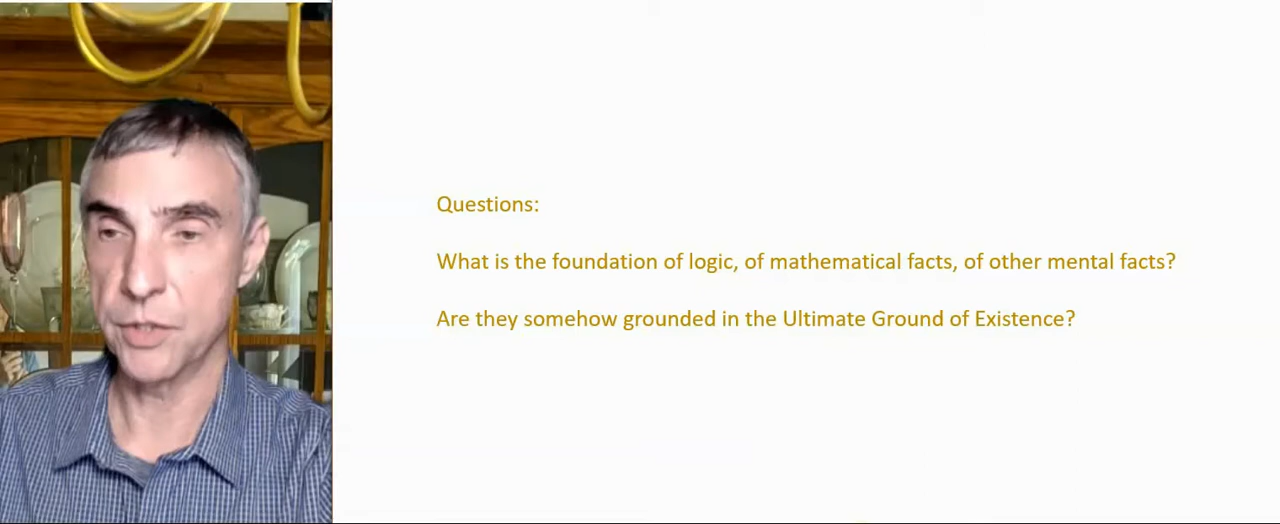 Questions:
What is the foundation of logic, of mathematical facts, of other mental facts?
Are they somehow grounded in the Ultimate Ground of Existence?